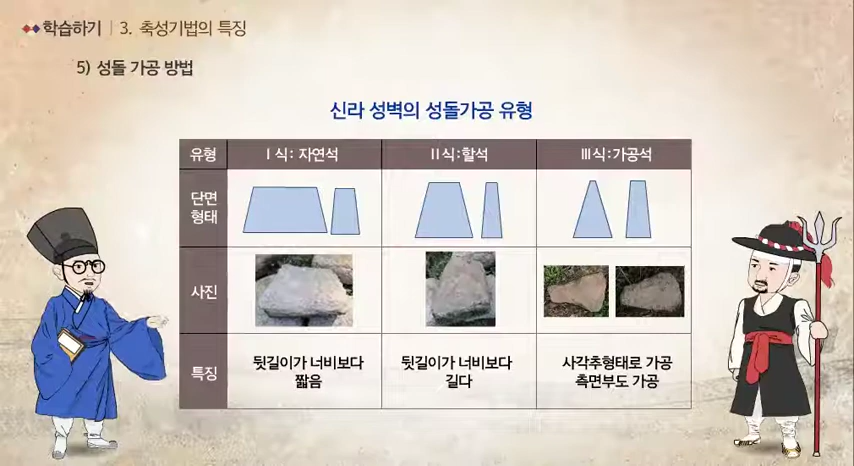 학습하기 | 3. 축성기법의 특징
5) 성돌 가공 방법
신라 성벽의 성돌가공 유형
유형
Ⅰ식: 자연석
Ⅱ식:할석
Ⅲ식:가공석
단면
형태
사진
특징
뒷길이가 너비보다
짧음
뒷길이가 너비보다
길다
사각추형태로 가공
측면부도 가공